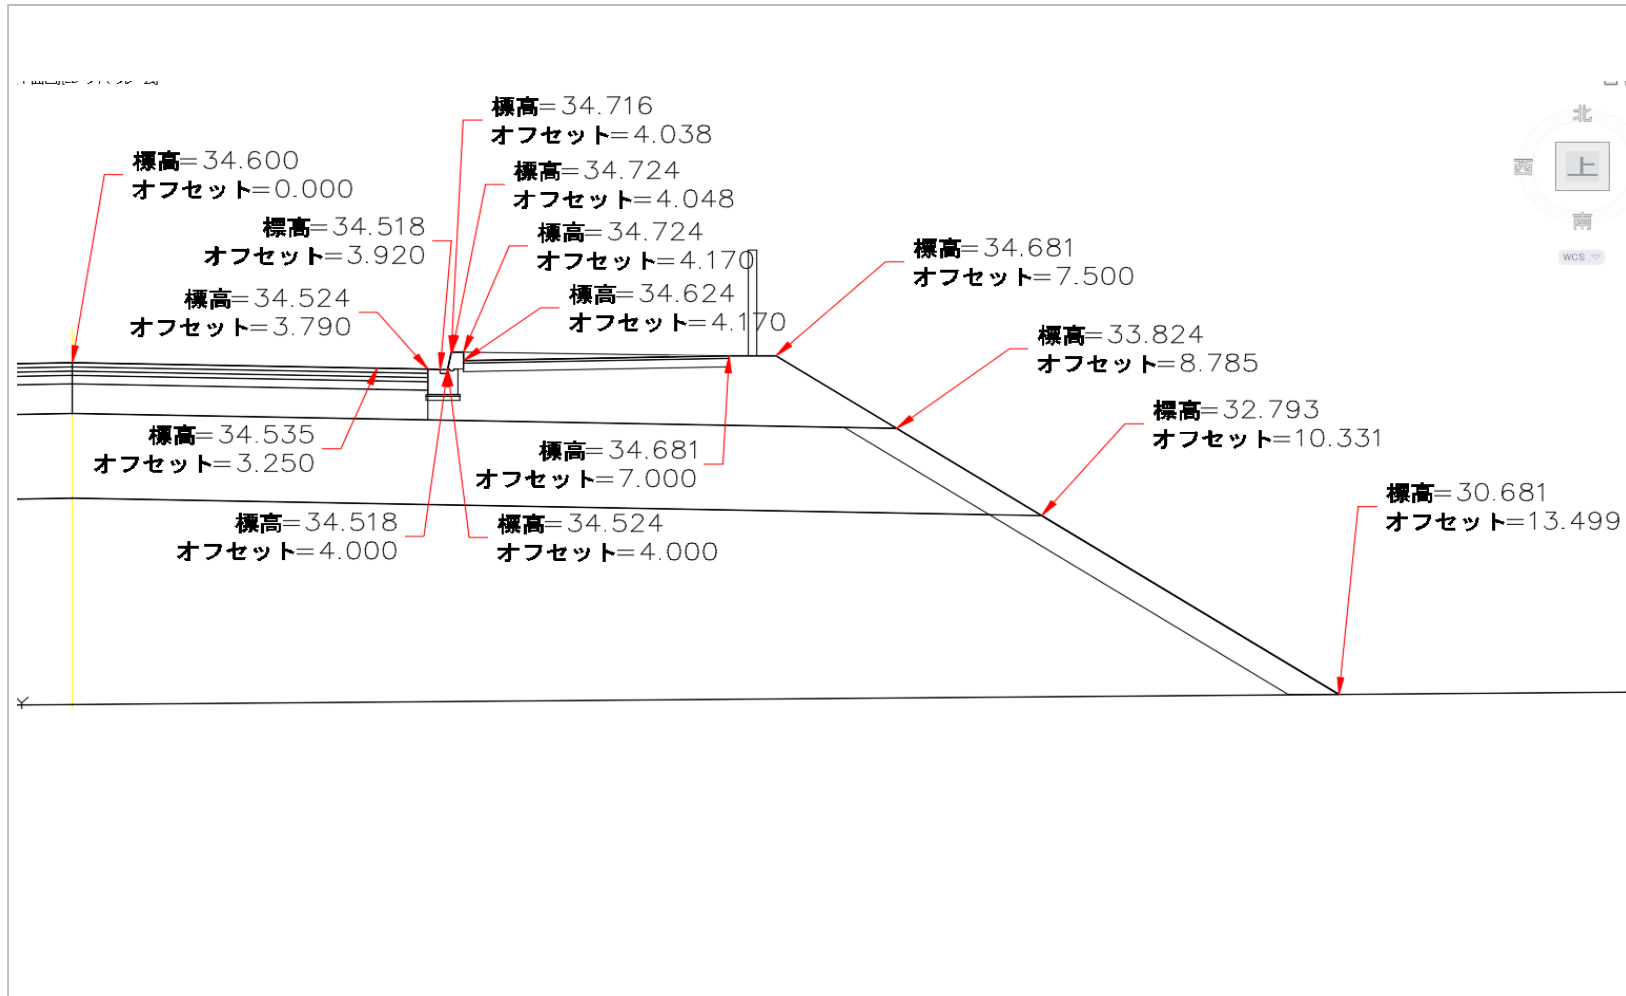 標高=34.716
オフセット=4.038
標高=34.600
オフセット=0.000
標高=34.724
オフセット=4.048
標高=34.518
オフセット=3.920
標高=34.724
オフセット=4.170
標高=34.681
オフセット=7.500
標高=34.524
オフセット=3.790
標高=34.624
オフセット=4.170
標高=33.824
オフセット=8.785
標高=32.793
オフセット=10.331
標高=34.535
オフセット=3.250
標高=34.681
オフセット=7.000
標高=30.681
オフセット=13.499
標高=34.518
オフセット=4.000
標高=34.524
オフセット=4.000
北
西
上
南
WCS
Y